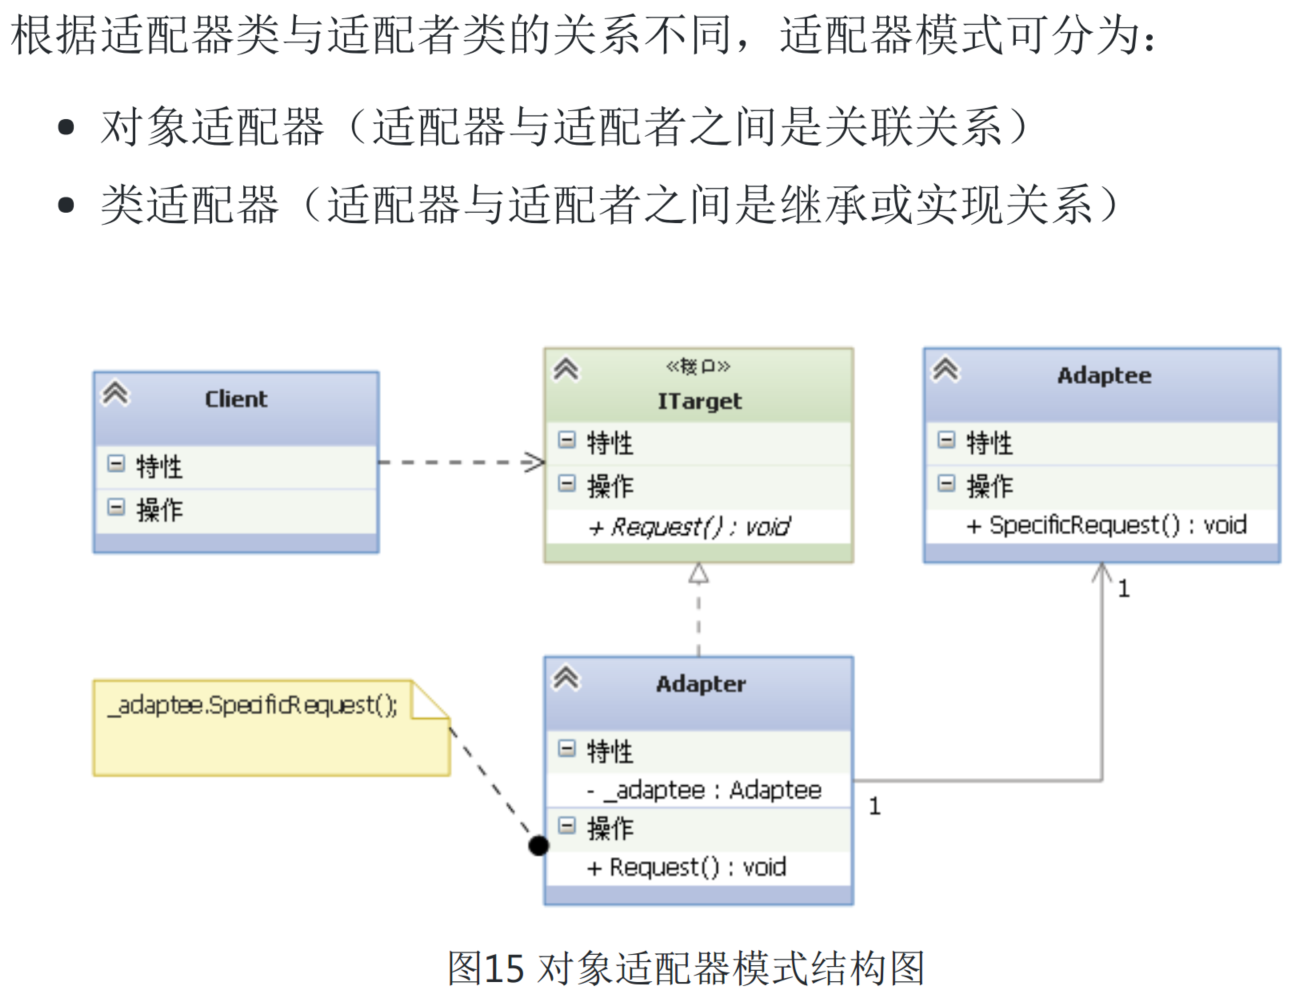 根据适配器类与适配者类的关系不同，适配器模式可分为：
• 对象适配器（适配器与适配者之间是关联关系）
• 类适配器（适配器与适配者之间是继承或实现关系）
Client
特性
操作
«接口»
ITarget
特性
操作
+ Request() : void
Adaptee
特性
操作
+ SpecificRequest() : void
1
_adaptee.SpecificRequest();
Adapter
特性
- _adaptee : Adaptee
操作
+ Request() : void
1
图15 对象适配器模式结构图